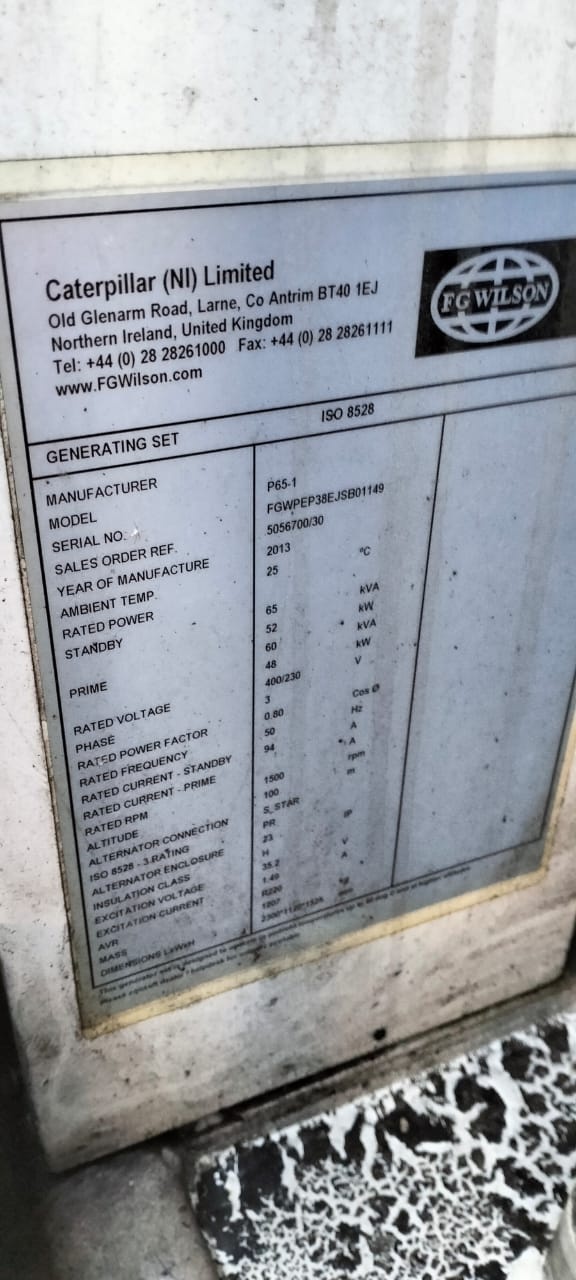 Caterpillar (NI) Limited
Old Glenarm Road, Larne, Co Antrim BT40 1EJ
Northern Ireland, United Kingdom
Tel: +44 (0) 28 28261000 Fax: +44 (0) 28 28261111
www.FGWilson.com
FG WILSON
GENERATING SET ISO 8528
MANUFACTURER
MODEL P65-1
SERIAL NO. FGWPEP38EJSB01149
SALES ORDER REF. 5056700/30
YEAR OF MANUFACTURE 2013
AMBIENT TEMP. 25 °C
RATED POWER
STANDBY 65 kVA
52 kW
PRIME 60 kVA
48 kW
RATED VOLTAGE 400/230 V
PHASE 3
RATED POWER FACTOR 0.80 Cos Ø
RATED FREQUENCY 50 Hz
RATED CURRENT - STANDBY 94 A
RATED CURRENT - PRIME A
RATED RPM 1500 rpm
ALTITUDE 100 m
ALTERNATOR CONNECTION S_STAR
ISO 8528 - 3 RATING PR
ALTERNATOR ENCLOSURE 23 IP
INSULATION CLASS H
EXCITATION VOLTAGE 35.2 V
EXCITATION CURRENT A
AVR R220
MASS kg
DIMENSIONS LxWxH mm